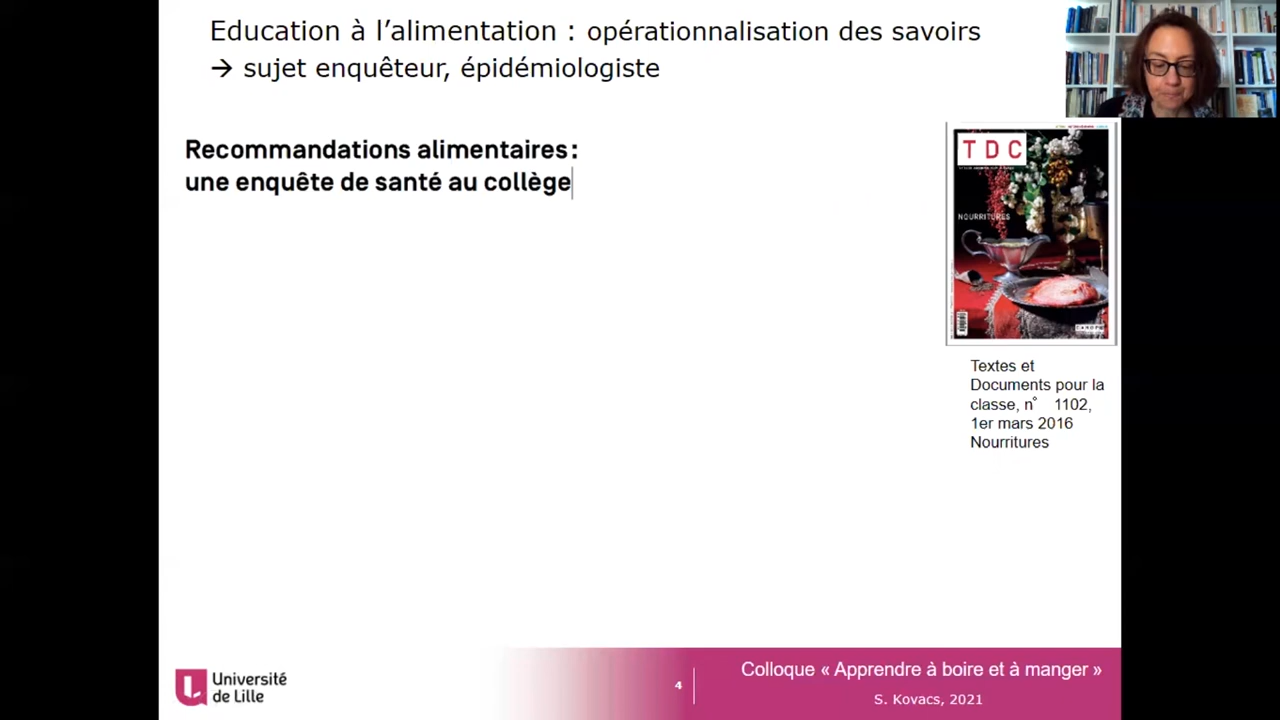 Education à l’alimentation : opérationnalisation des savoirs
→ sujet enquêteur, épidémiologiste
Recommandations alimentaires :
une enquête de santé au collège
T D C
NOURRITURES
CANOPÉ
Textes et
Documents pour la
classe, n° 1102,
1er mars 2016
Nourritures
Université
de Lille
4
Colloque « Apprendre à boire et à manger »
S. Kovacs, 2021